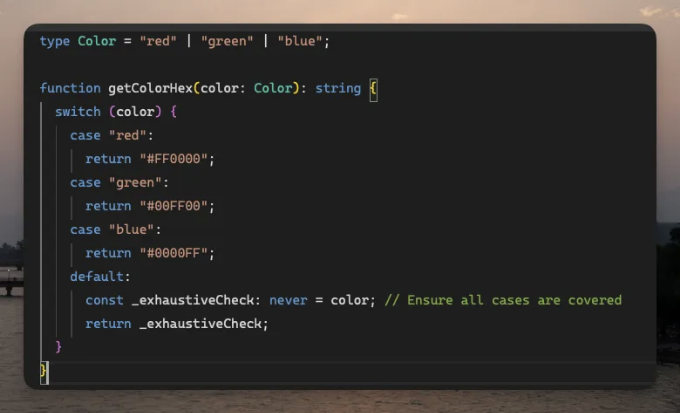 type Color = "red" | "green" | "blue";
function getColorHex(color: Color): string {
switch (color) {
case "red":
return "#FF0000";
case "green":
return "#00FF00";
case "blue":
return "#0000FF";
default:
const _exhaustiveCheck: never = color; // Ensure all cases are covered
return _exhaustiveCheck;
}
}